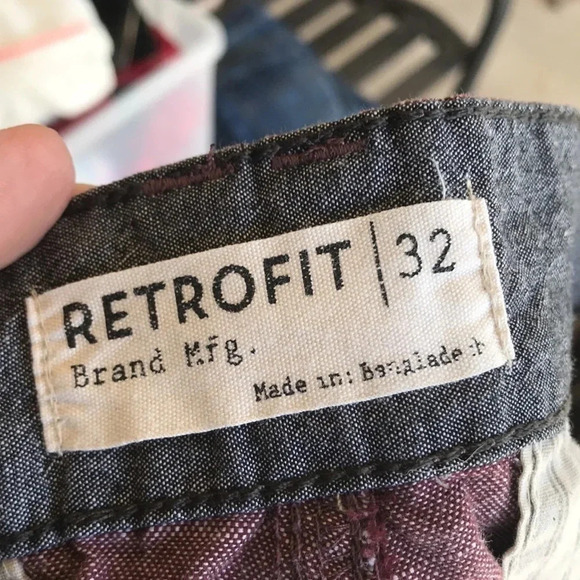 RETROFIT | 32
Brand Mfg.
Made in: Bangladesh